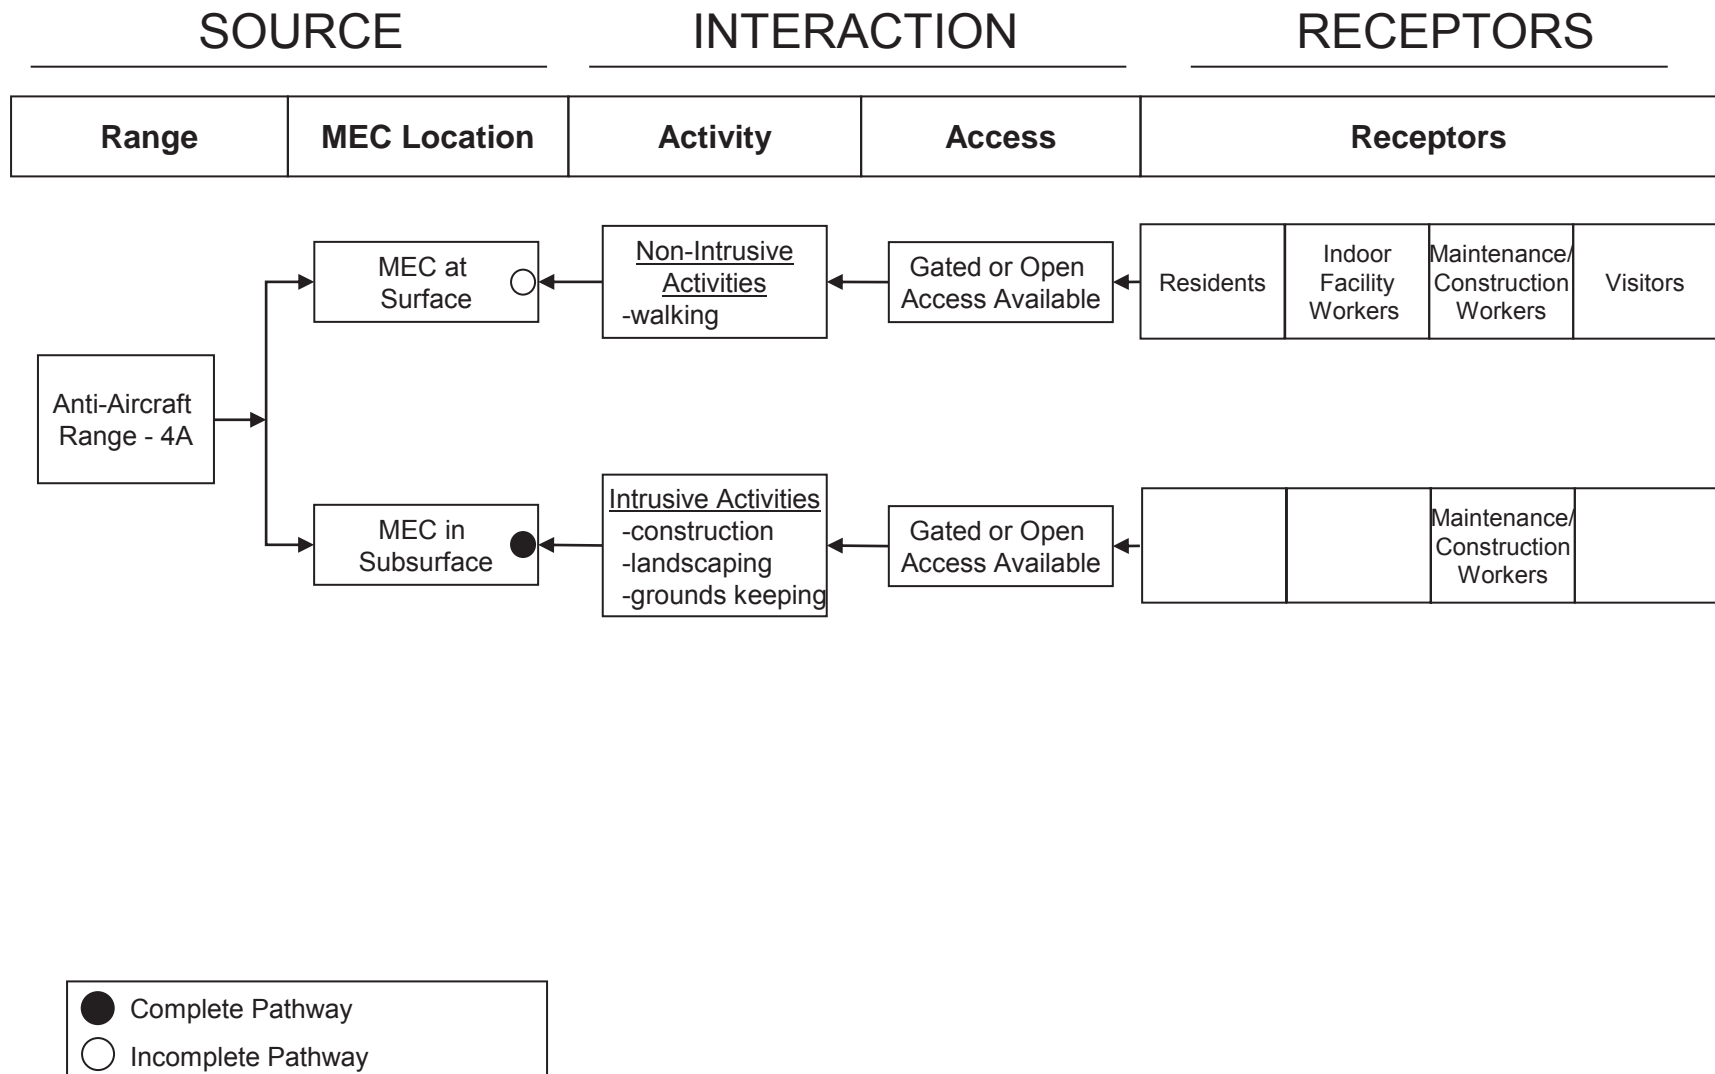 SOURCE
INTERACTION
RECEPTORS
Range
MEC Location
Activity
Access
Receptors
MEC at
Surface
Non-Intrusive
Activities
-walking
Gated or Open
Access Available
Residents
Indoor
Facility
Workers
Maintenance/
Construction
Workers
Visitors
Anti-Aircraft
Range - 4A
MEC in
Subsurface
Intrusive Activities
-construction
-landscaping
-grounds keeping
Gated or Open
Access Available
Maintenance/
Construction
Workers
Complete Pathway
Incomplete Pathway